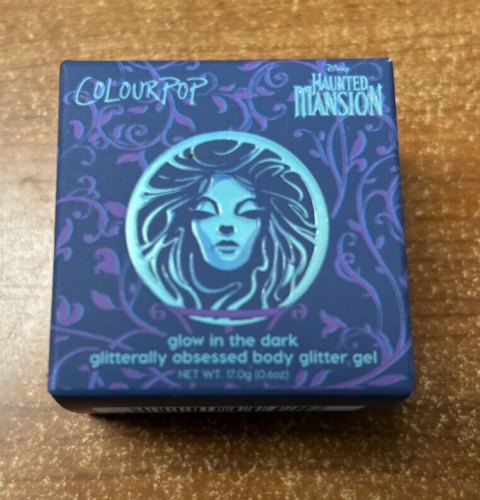 COLOURPOP
Disney
HAUNTED
MANSION
glow in the dark
glitterally obsessed body glitter gel
NET WT. 17.0g (0.6oz)